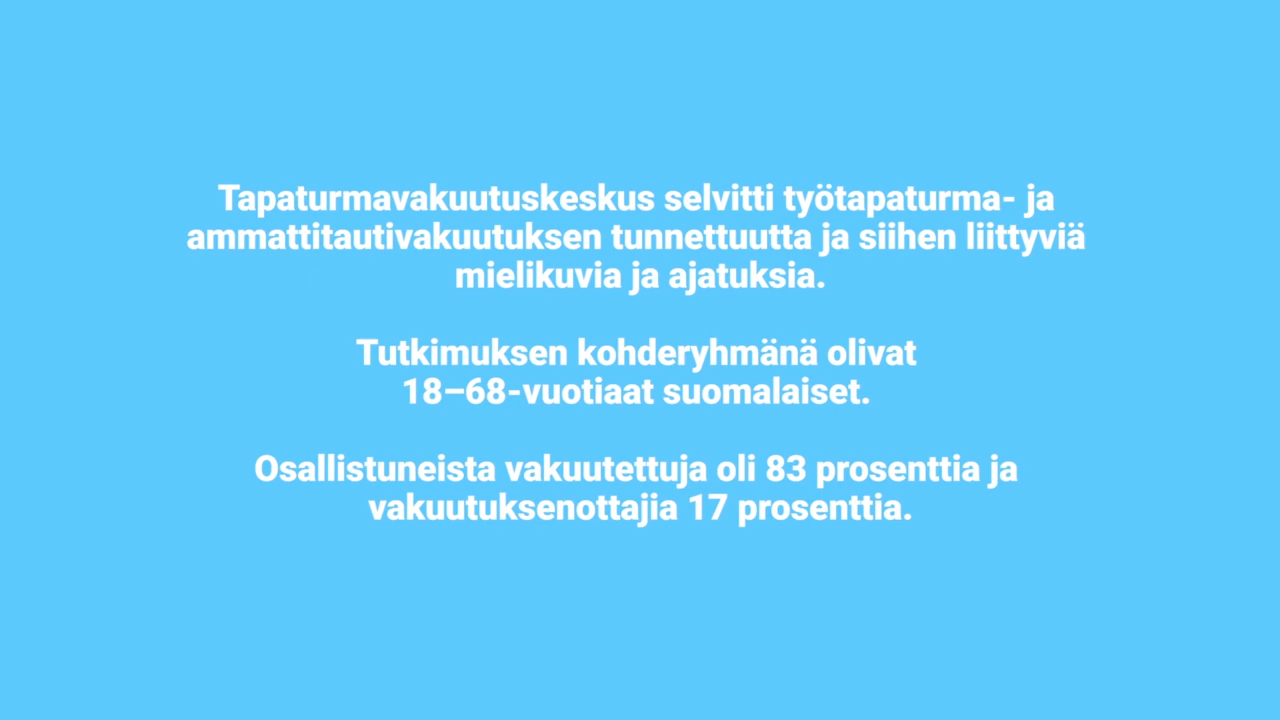 Tapaturmavakuutuskeskus selvitti työtapaturma- ja
ammattitautivakuutuksen tunnettuutta ja siihen liittyviä
mielikuvia ja ajatuksia.
Tutkimuksen kohderyhmänä olivat
18–68-vuotiaat suomalaiset.
Osallistuneista vakuutettuja oli 83 prosenttia ja
vakuutuksenottajia 17 prosenttia.